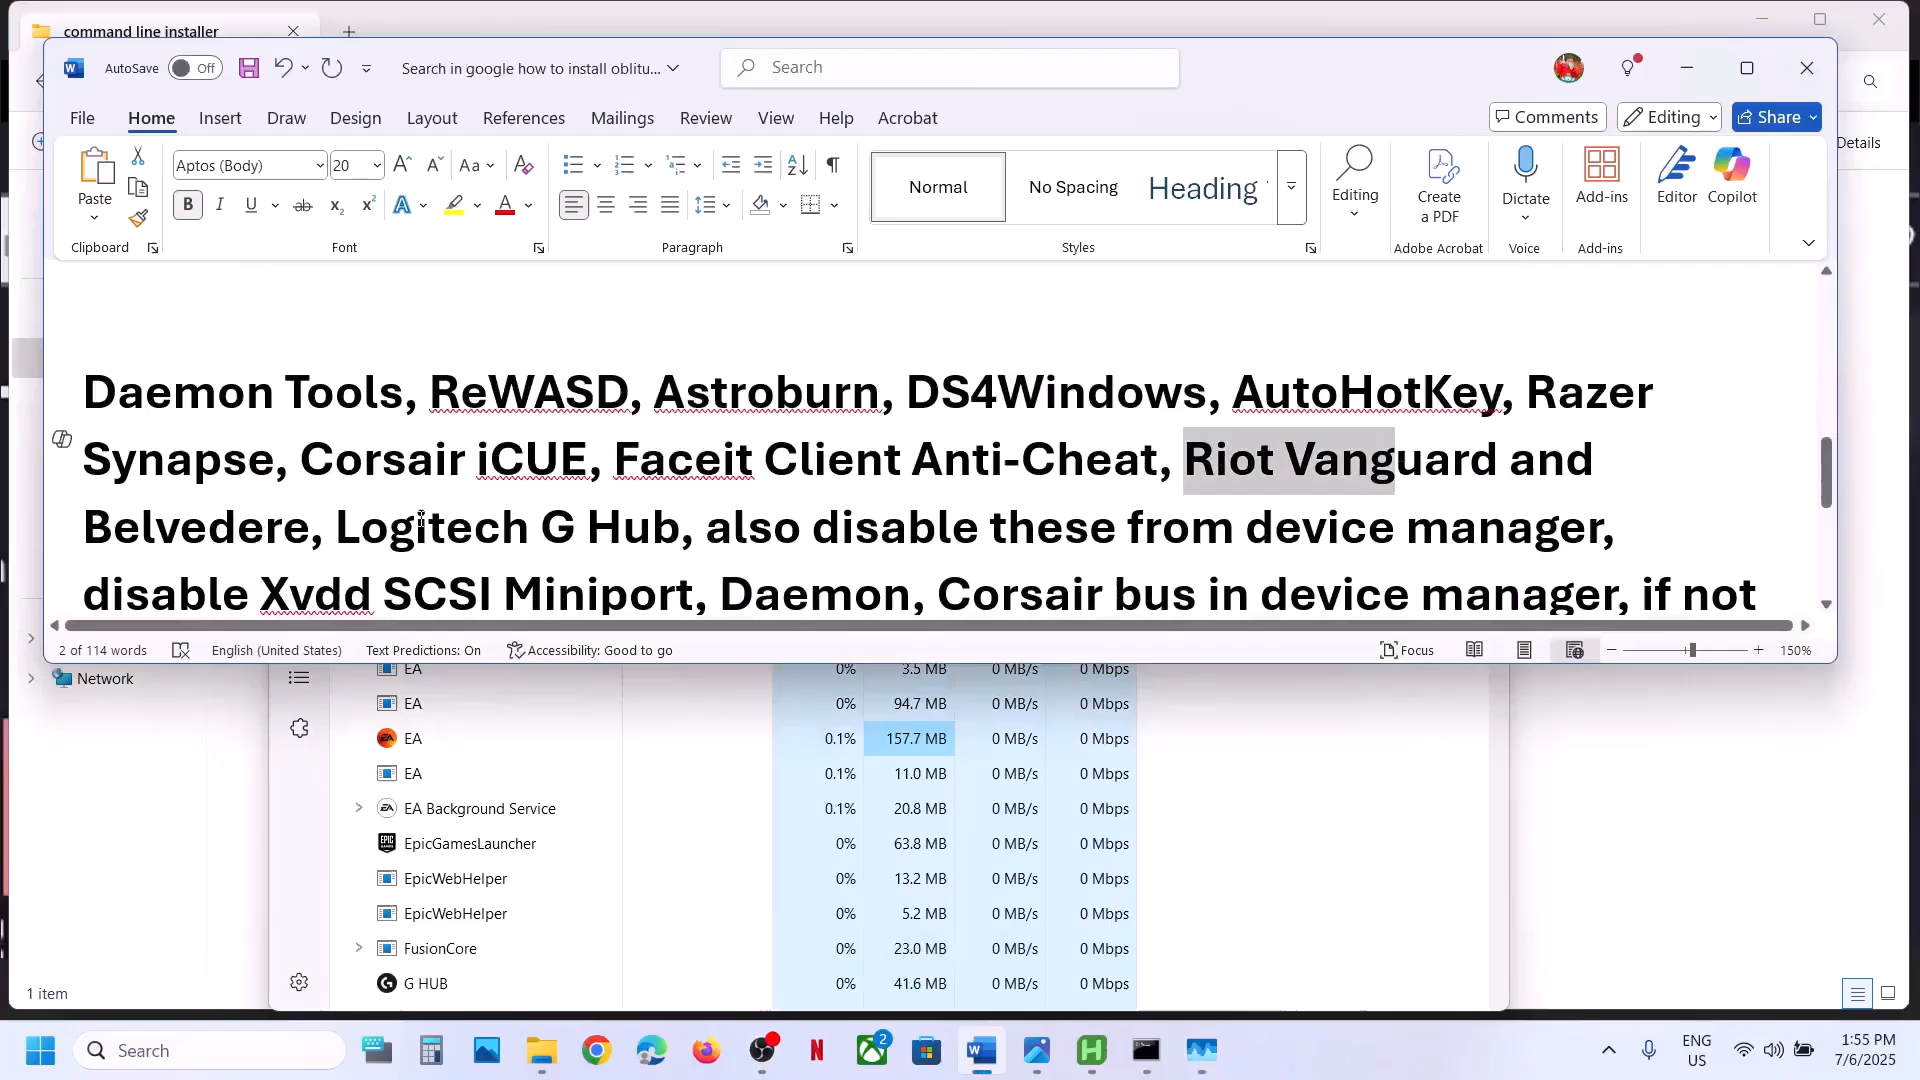 command line installer
AutoSave
Off
Search in google how to install oblitu...
Search
File
Home
Insert
Draw
Design
Layout
References
Mailings
Review
View
Help
Acrobat
Comments
Editing
Share
Details
Paste
Aptos (Body)
20
Normal
No Spacing
Heading
Editing
Create
a PDF
Dictate
Add-ins
Editor
Copilot
Clipboard
Font
Paragraph
Styles
Adobe Acrobat
Voice
Add-ins
Daemon Tools, ReWASD, Astroburn, DS4Windows, AutoHotKey, Razer
Synapse, Corsair iCUE, Faceit Client Anti-Cheat, Riot Vanguard and
Belvedere, Logitech G Hub, also disable these from device manager,
disable Xvdd SCSI Miniport, Daemon, Corsair bus in device manager, if not
2 of 114 words
English (United States)
Text Predictions: On
Accessibility: Good to go
Focus
150%
Network
EA 0% 3.5 MB 0 MB/s 0 Mbps
EA 0% 94.7 MB 0 MB/s 0 Mbps
EA 0.1% 157.7 MB 0 MB/s 0 Mbps
EA 0.1% 11.0 MB 0 MB/s 0 Mbps
EA Background Service 0.1% 20.8 MB 0 MB/s 0 Mbps
EpicGamesLauncher 0% 63.8 MB 0 MB/s 0 Mbps
EpicWebHelper 0% 13.2 MB 0 MB/s 0 Mbps
EpicWebHelper 0% 5.2 MB 0 MB/s 0 Mbps
FusionCore 0% 23.0 MB 0 MB/s 0 Mbps
G HUB 0% 41.6 MB 0 MB/s 0 Mbps
1 item
Search
2
ENG
US
1:55 PM
7/6/2025